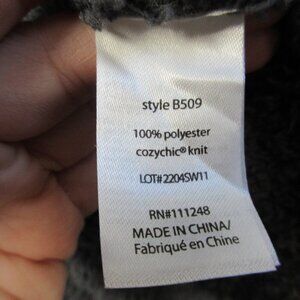 style B509
100% polyester
cozychic® knit
LOT#2204SW11
RN#111248
MADE IN CHINA/
Fabriqué en Chine